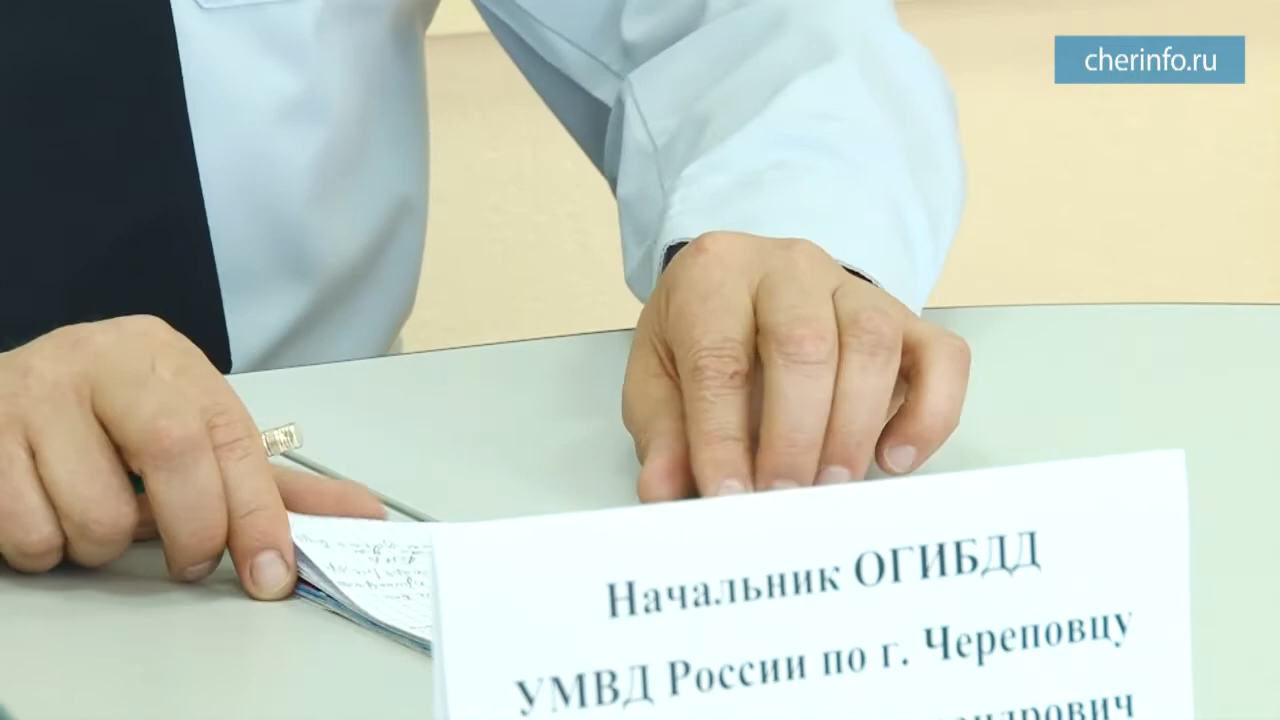 cherinfo.ru
Начальник ОГИБДД
УМВД России по г. Череповцу